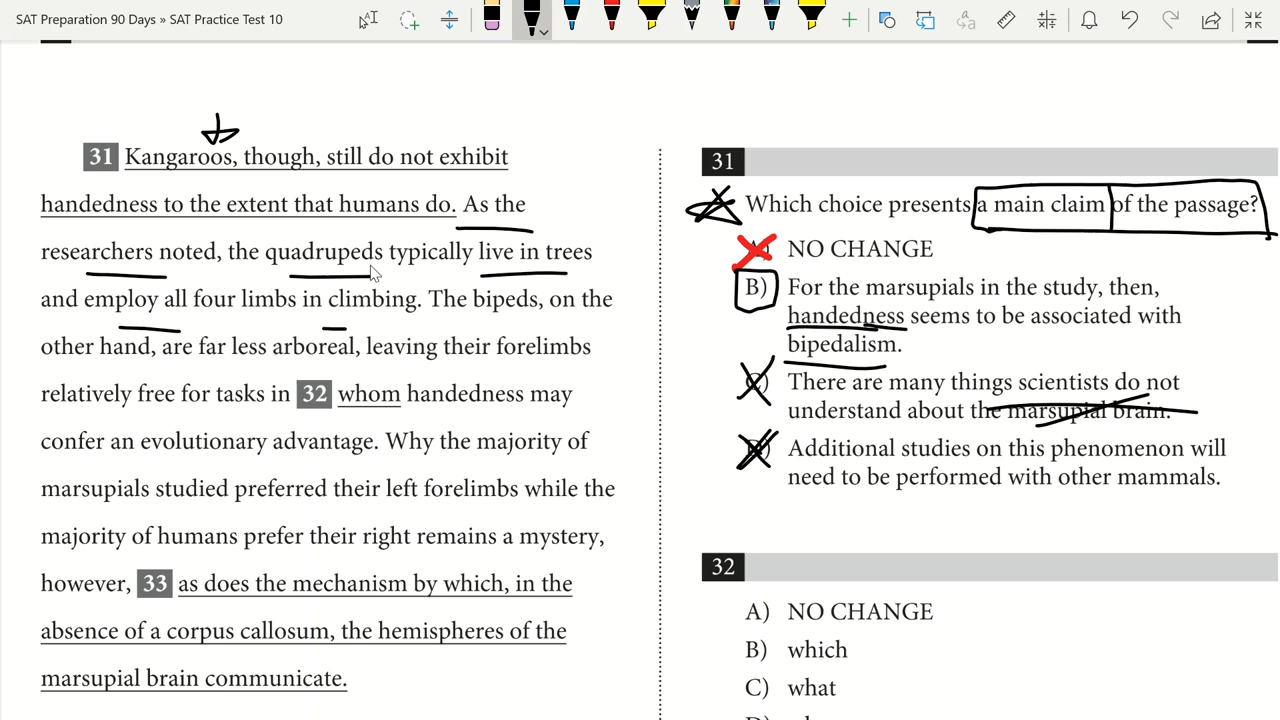 SAT Preparation 90 Days » SAT Practice Test 10
31 Kangaroos, though, still do not exhibit
handedness to the extent that humans do. As the
researchers noted, the quadrupeds typically live in trees
and employ all four limbs in climbing. The bipeds, on the
other hand, are far less arboreal, leaving their forelimbs
relatively free for tasks in 32 whom handedness may
confer an evolutionary advantage. Why the majority of
marsupials studied preferred their left forelimbs while the
majority of humans prefer their right remains a mystery,
however, 33 as does the mechanism by which, in the
absence of a corpus callosum, the hemispheres of the
marsupial brain communicate.
31
Which choice presents a main claim of the passage?
NO CHANGE
B) For the marsupials in the study, then,
handedness seems to be associated with
bipedalism.
There are many things scientists do not
understand about the marsupial brain.
Additional studies on this phenomenon will
need to be performed with other mammals.
32
A) NO CHANGE
B) which
C) what